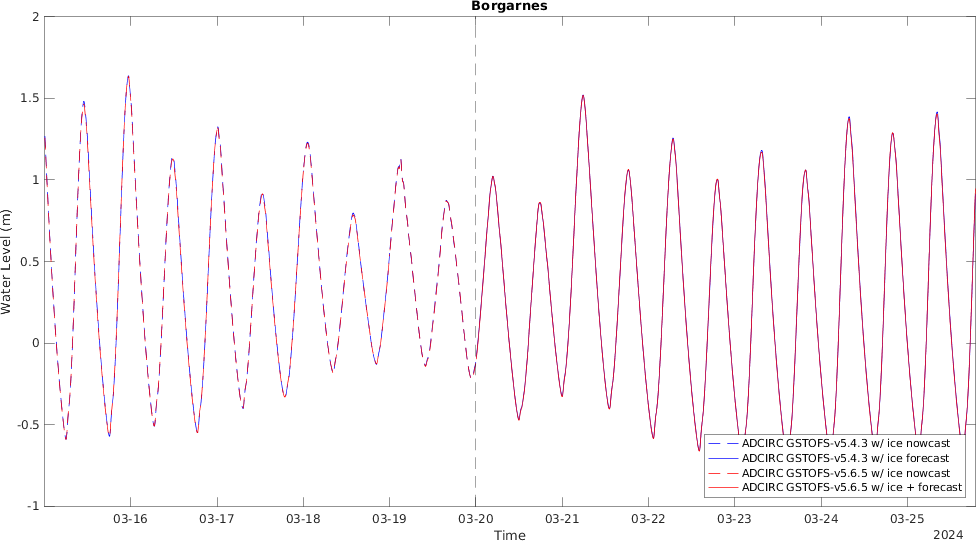 Borgarnes
2
1.5
1
0.5
0
-0.5
-1
Water Level (m)
ADCIRC GSTOFS-v5.4.3 w/ ice nowcast
ADCIRC GSTOFS-v5.4.3 w/ ice forecast
ADCIRC GSTOFS-v5.6.5 w/ ice nowcast
ADCIRC GSTOFS-v5.6.5 w/ ice + forecast
03-16 03-17 03-18 03-19 03-20 03-21 03-22 03-23 03-24 03-25
Time
2024